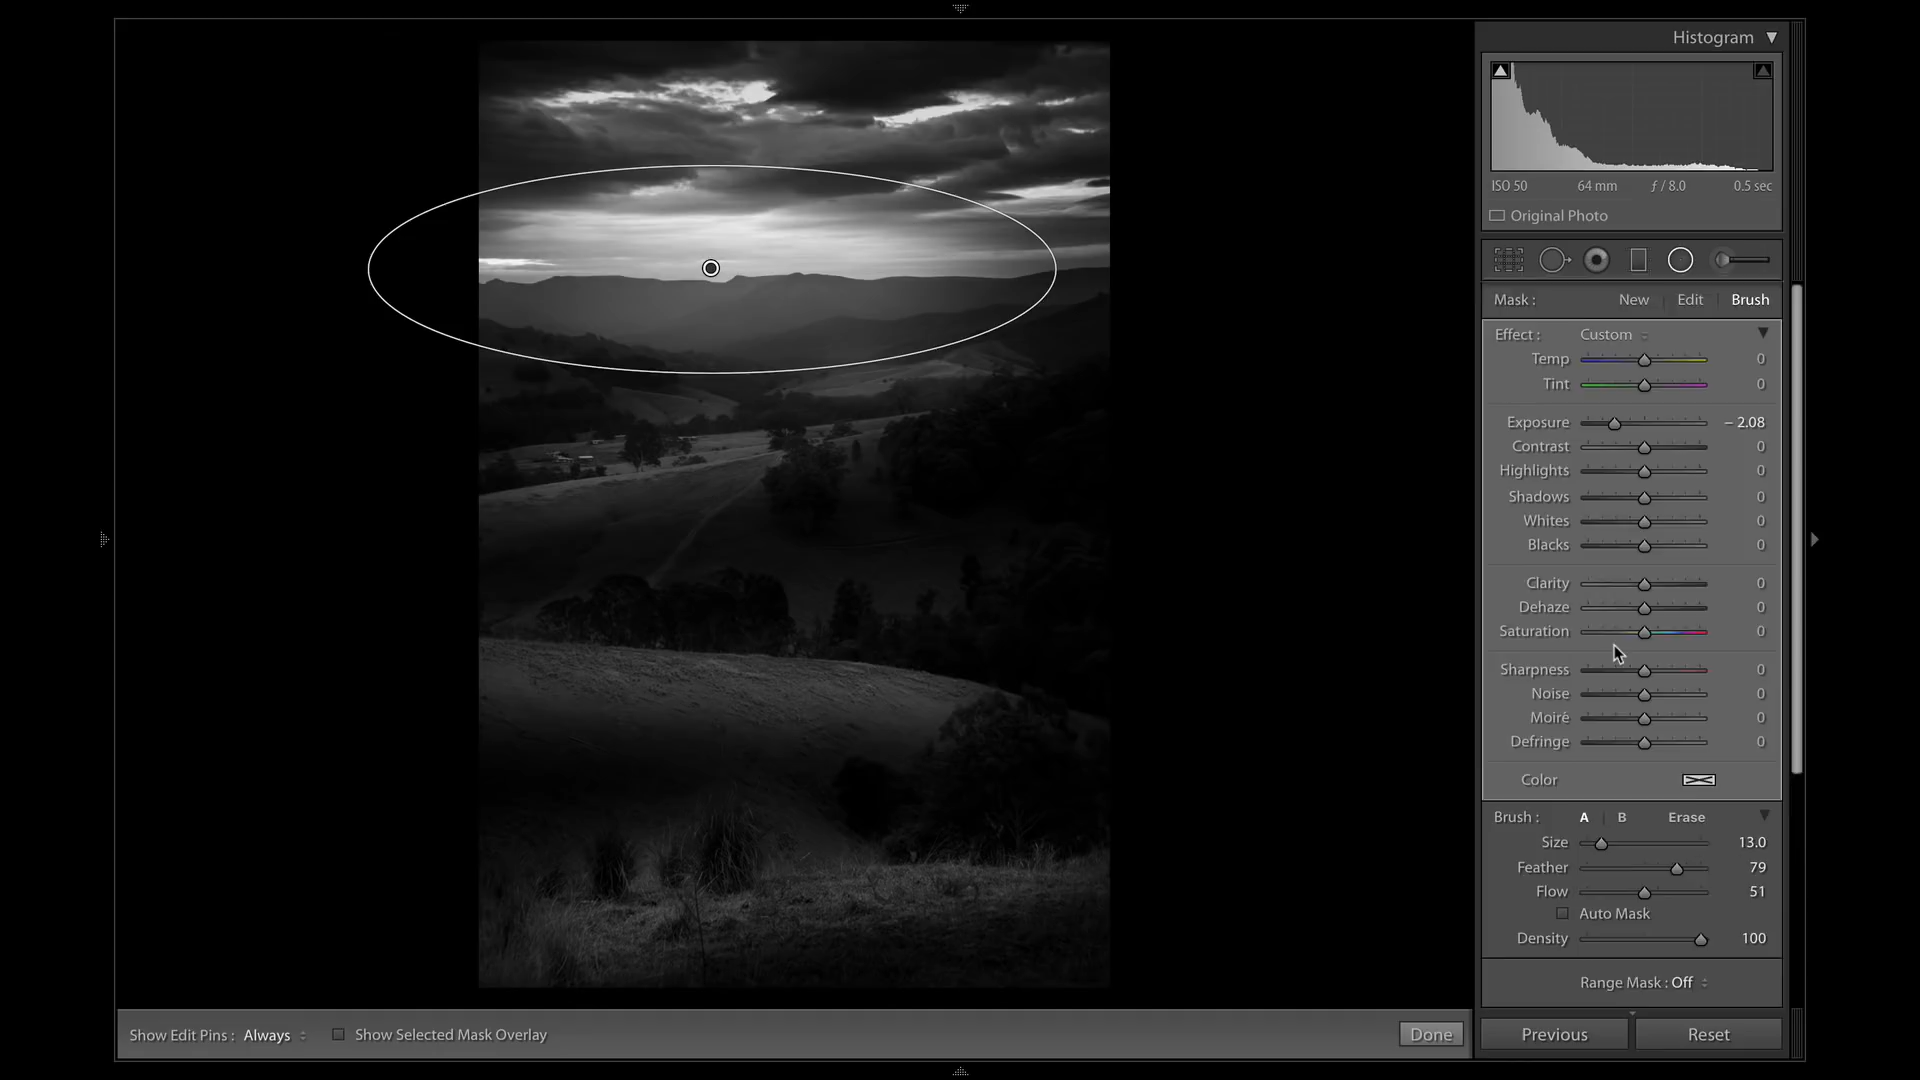 Histogram
ISO 50 64 mm ƒ / 8.0 0.5 sec
Original Photo
Mask : New Edit Brush
Effect : Custom
Temp 0
Tint 0
Exposure – 2.08
Contrast 0
Highlights 0
Shadows 0
Whites 0
Blacks 0
Clarity 0
Dehaze 0
Saturation 0
Sharpness 0
Noise 0
Moiré 0
Defringe 0
Color
Brush : A B Erase
Size 13.0
Feather 79
Flow 51
Auto Mask
Density 100
Range Mask : Off
Show Edit Pins : Always Show Selected Mask Overlay Done Previous Reset